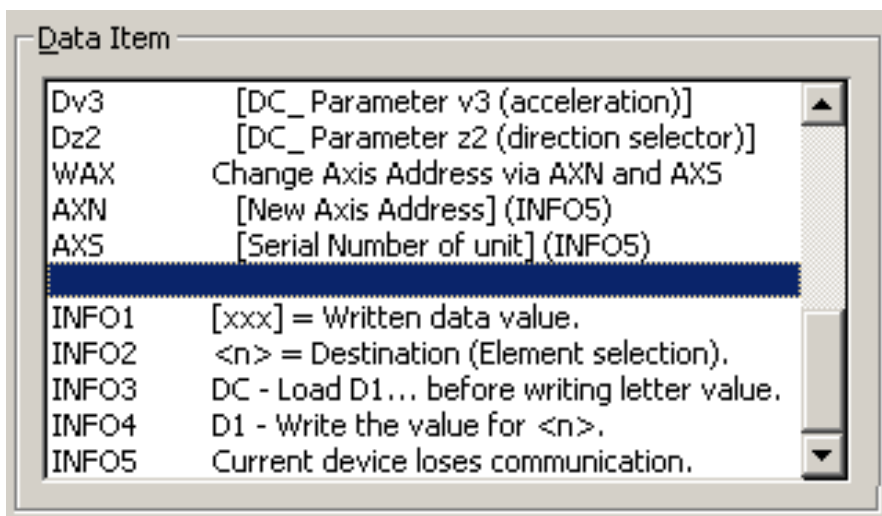 Data Item
Dv3 [DC_ Parameter v3 (acceleration)]
Dz2 [DC_ Parameter z2 (direction selector)]
WAX Change Axis Address via AXN and AXS
AXN [New Axis Address] (INFO5)
AXS [Serial Number of unit] (INFO5)
INFO1 [xxx] = Written data value.
INFO2 <n> = Destination (Element selection).
INFO3 DC - Load D1... before writing letter value.
INFO4 D1 - Write the value for <n>.
INFO5 Current device loses communication.